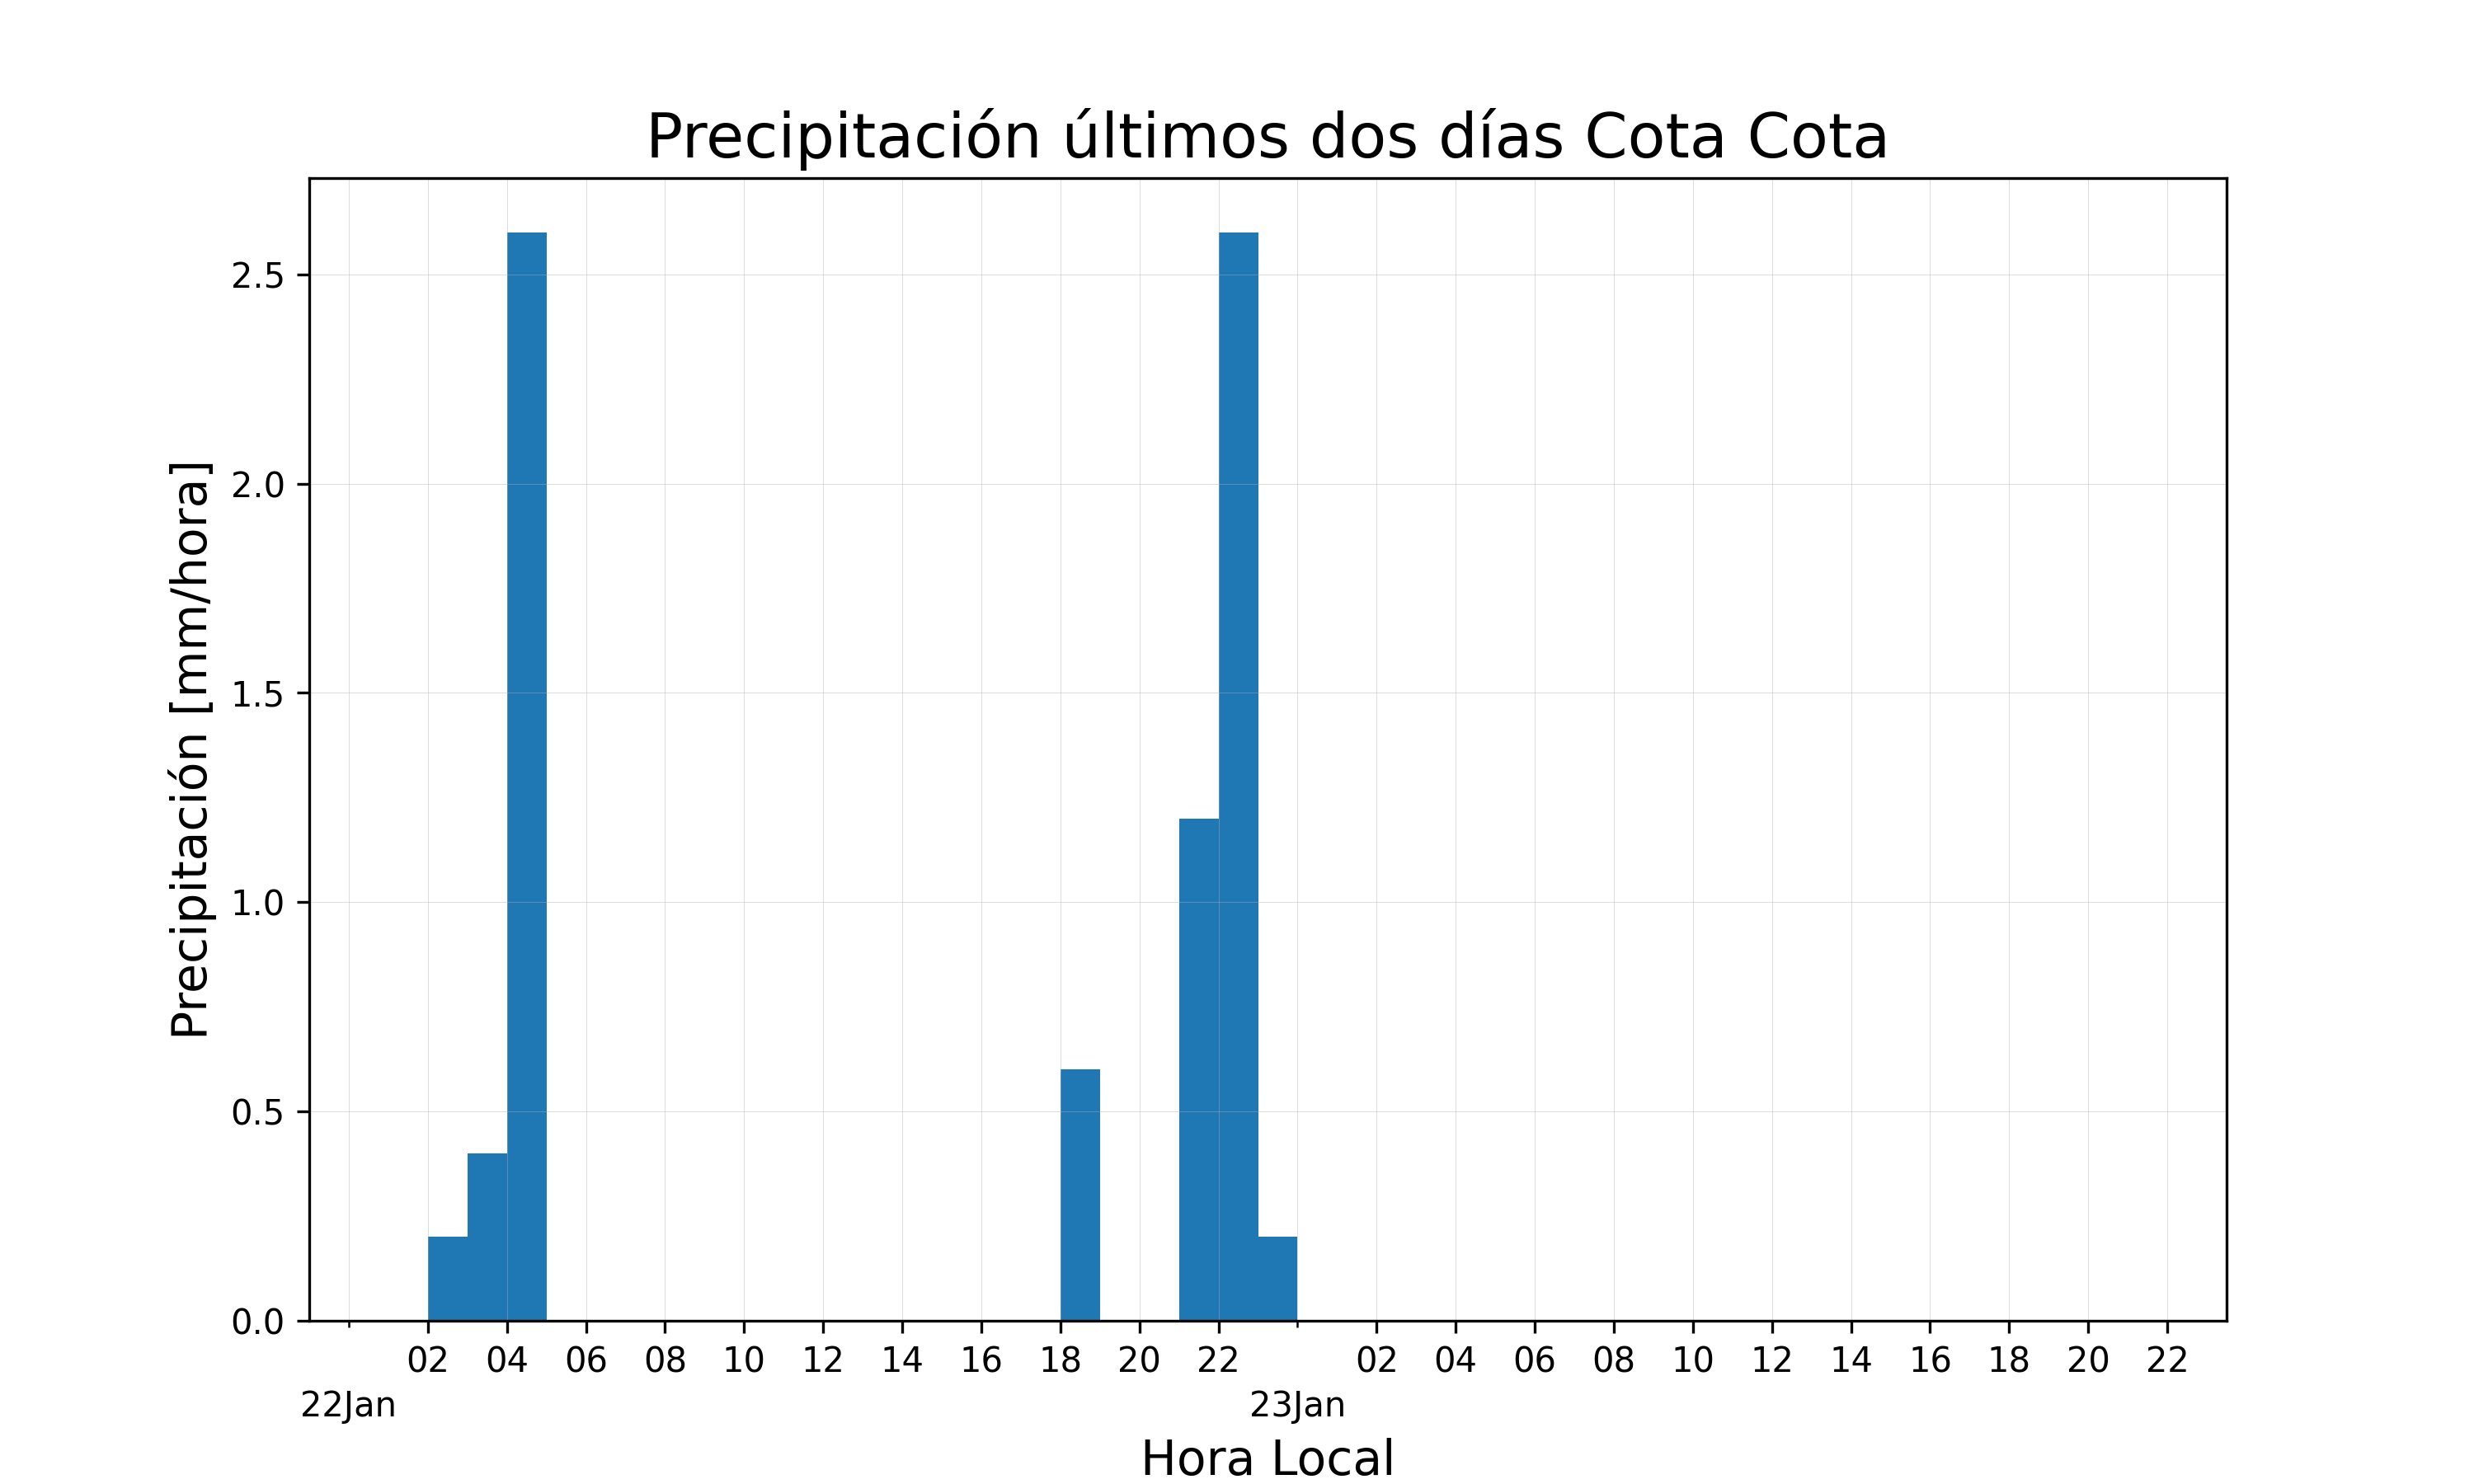 Precipitación últimos dos días Cota Cota
Precipitación [mm/hora]
2.5
2.0
1.5
1.0
0.5
0.0
02 04 06 08 10 12 14 16 18 20 22 02 04 06 08 10 12 14 16 18 20 22
22Jan 23Jan
Hora Local